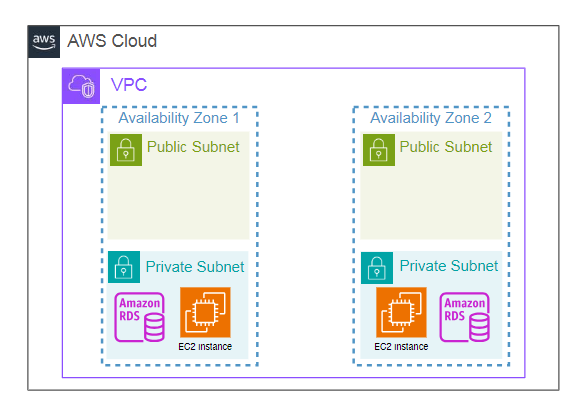 aws
AWS Cloud
VPC
Availability Zone 1
Availability Zone 2
Public Subnet
Public Subnet
Private Subnet
Private Subnet
Amazon
RDS
EC2 instance
EC2 instance
Amazon
RDS